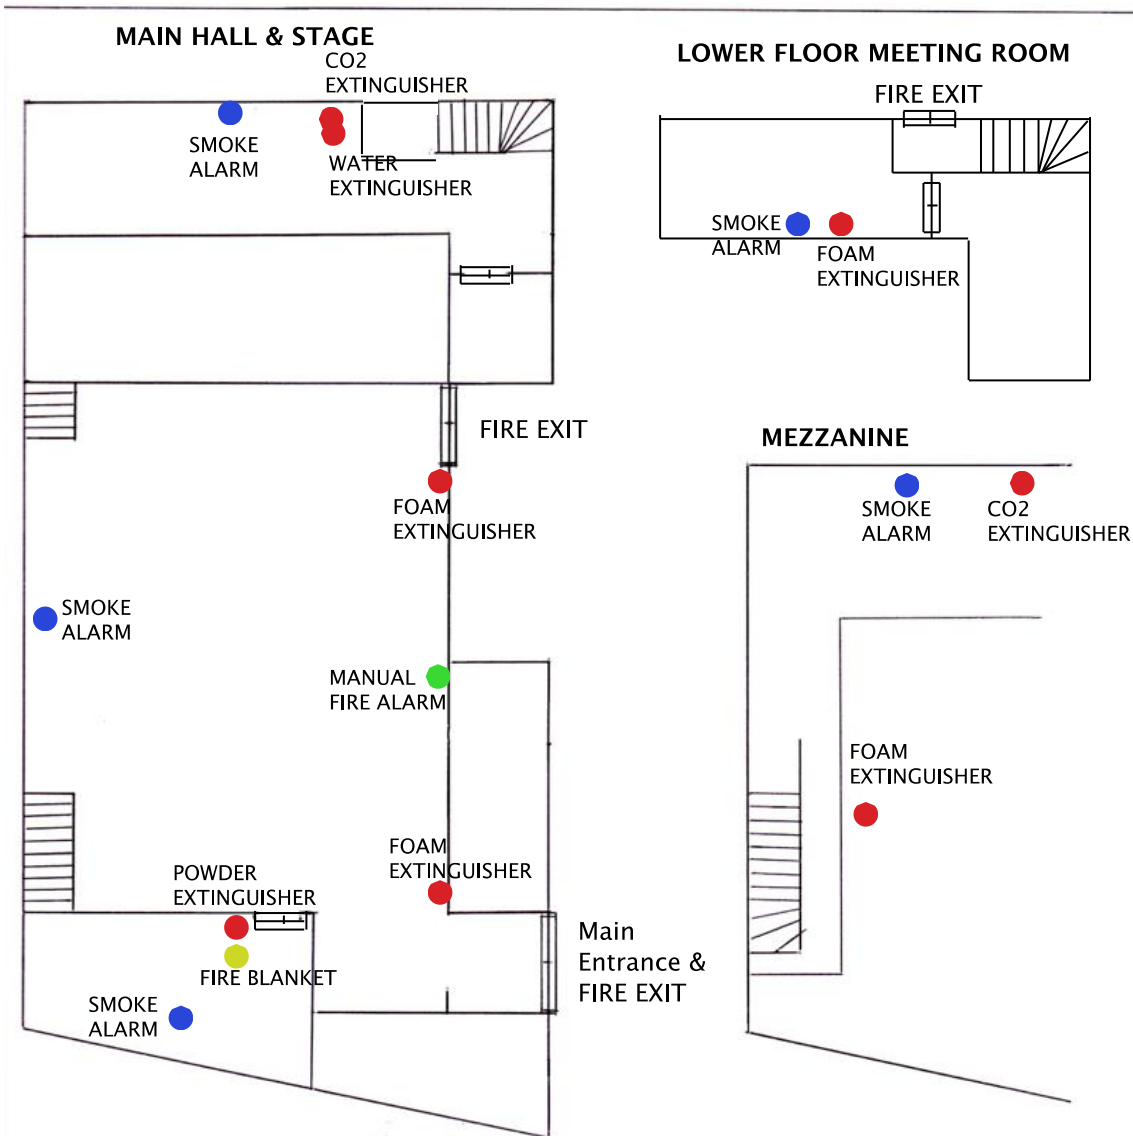 MAIN HALL & STAGE
CO2
EXTINGUISHER
SMOKE
ALARM
WATER
EXTINGUISHER
FIRE EXIT
FOAM
EXTINGUISHER
SMOKE
ALARM
MANUAL
FIRE ALARM
FOAM
EXTINGUISHER
POWDER
EXTINGUISHER
FIRE BLANKET
SMOKE
ALARM
Main
Entrance &
FIRE EXIT
LOWER FLOOR MEETING ROOM
FIRE EXIT
SMOKE
ALARM
FOAM
EXTINGUISHER
MEZZANINE
SMOKE
ALARM
CO2
EXTINGUISHER
FOAM
EXTINGUISHER